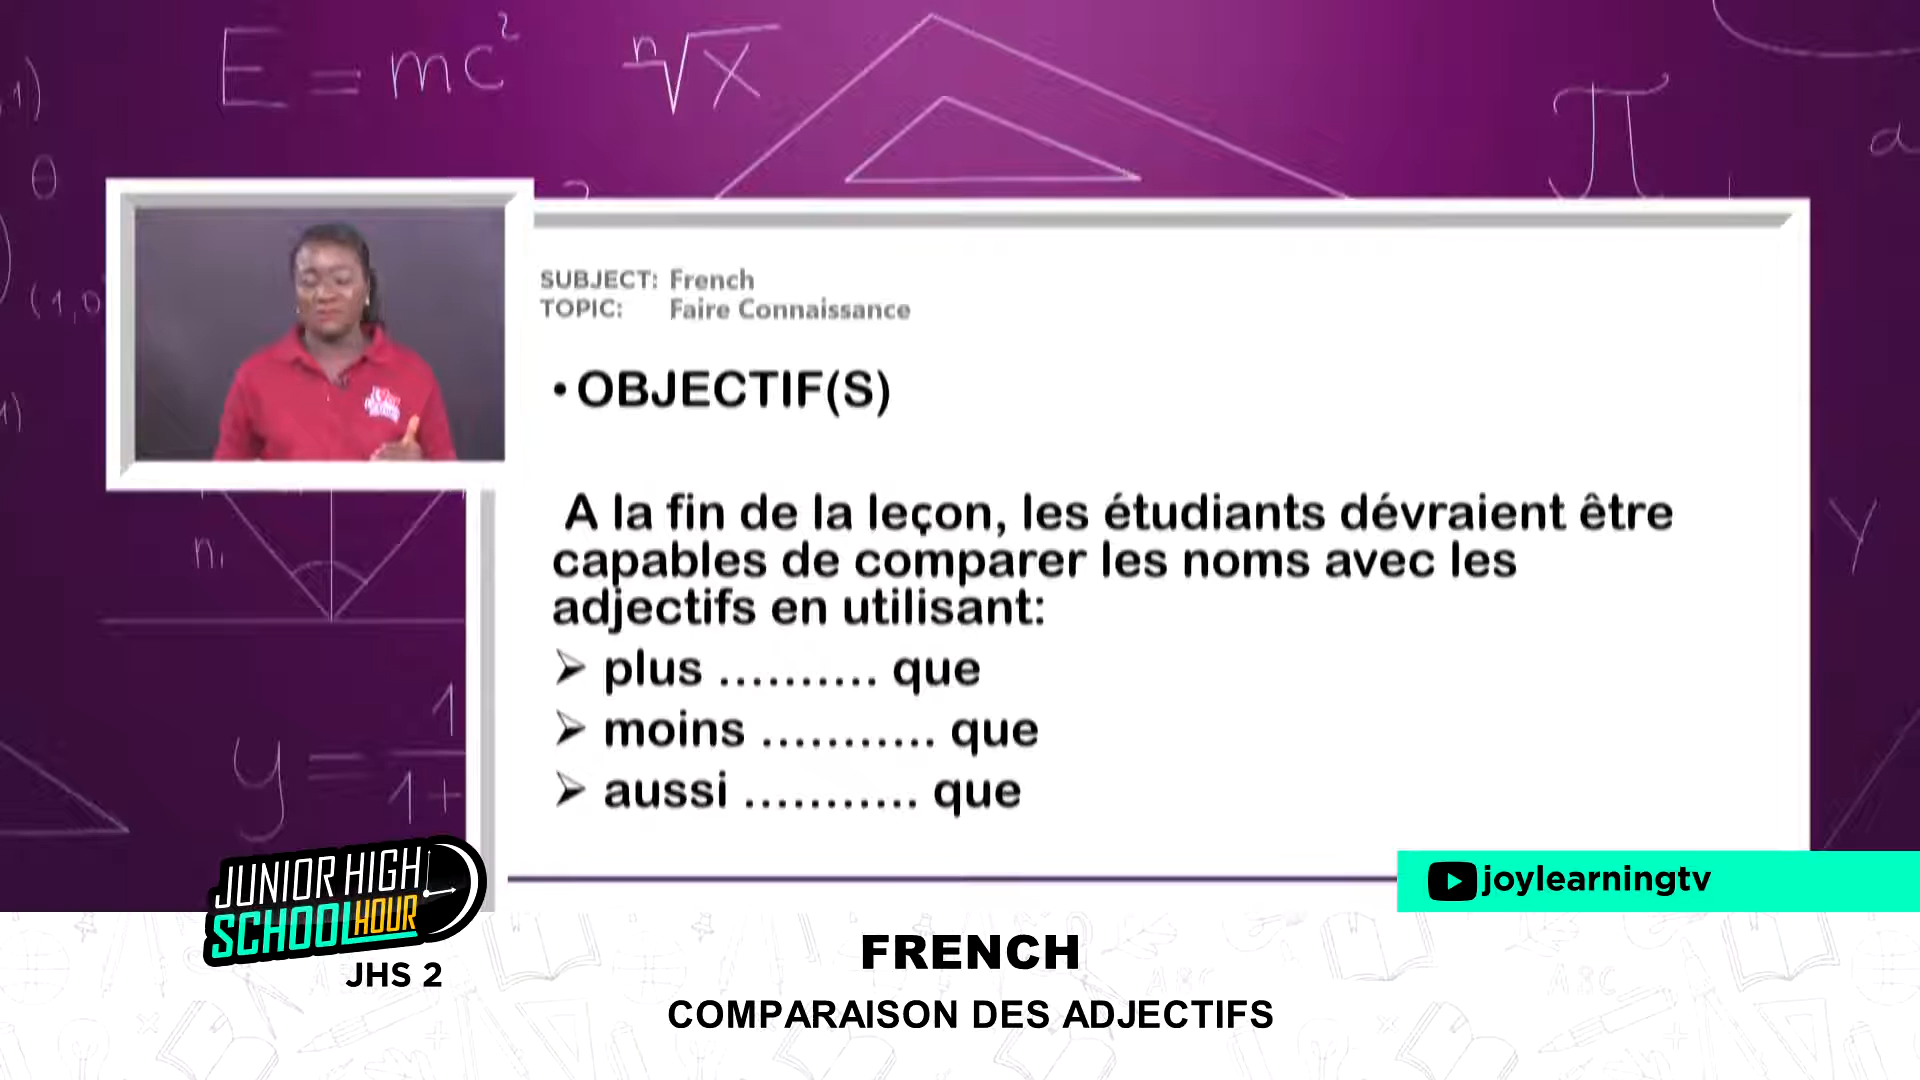 E = mc²
ⁿ√x
π
θ
SUBJECT: French
TOPIC: Faire Connaissance
• OBJECTIF(S)
A la fin de la leçon, les étudiants dévraient être
capables de comparer les noms avec les
adjectifs en utilisant:
➢ plus .......... que
➢ moins ........... que
➢ aussi ........... que
n
y = 1
1+
y
JUNIOR HIGH
SCHOOL HOUR
JHS 2
joylearningtv
FRENCH
COMPARAISON DES ADJECTIFS